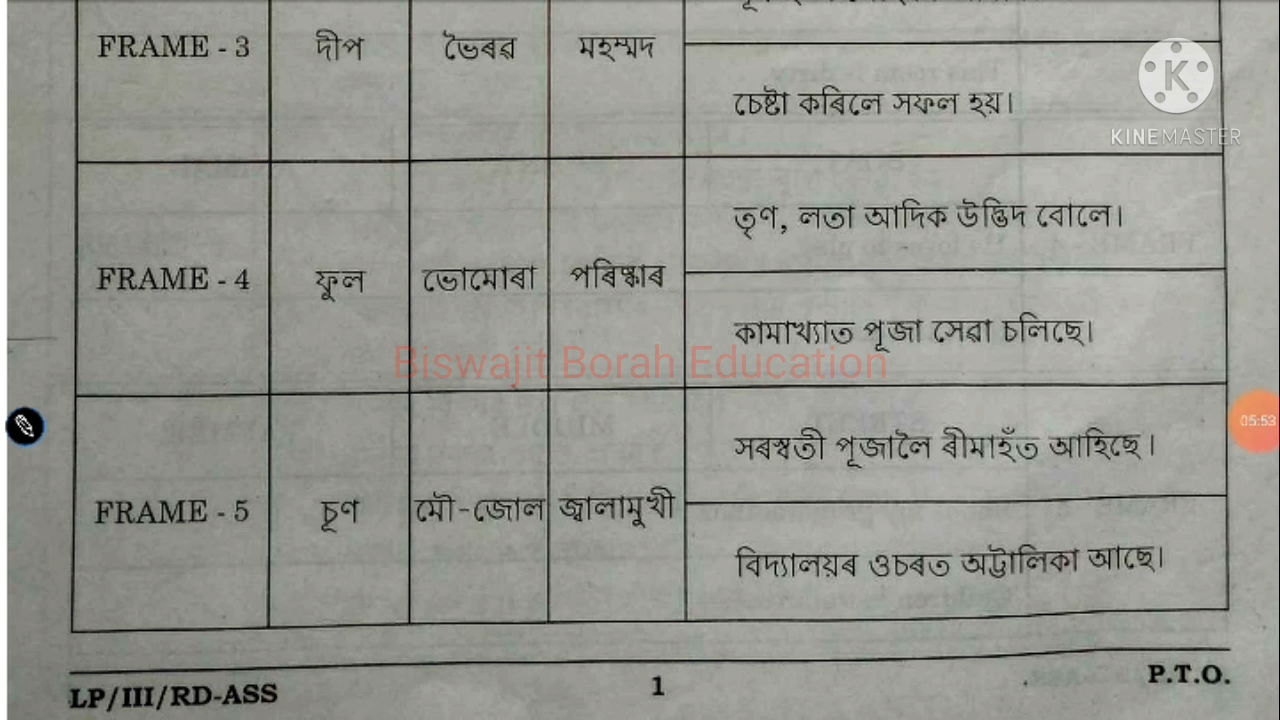 FRAME - 3 দীপ ভৈৰৱ মহম্মদ
চেষ্টা কৰিলে সফল হয়।
KINEMASTER
তৃণ, লতা আদিক উদ্ভিদ বোলে।
FRAME - 4 ফুল ভোমোৰা পৰিষ্কাৰ
কামাখ্যাত পূজা সেৱা চলিছে।
Biswajit Borah Education
05:53
সৰস্বতী পূজালৈ ৰীমাহঁত আহিছে।
FRAME - 5 চূণ মৌ-জোল জ্বালামুখী
বিদ্যালয়ৰ ওচৰত অট্টালিকা আছে।
LP/III/RD-ASS 1 P.T.O.